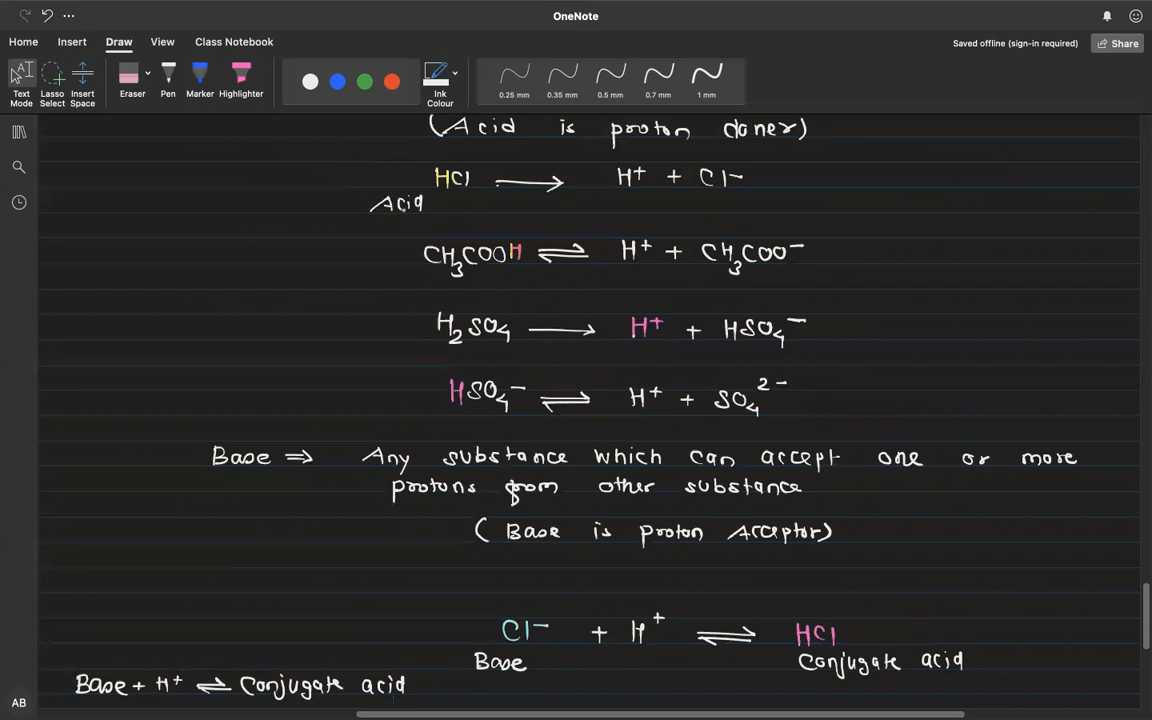 OneNote
Home Insert Draw View Class Notebook
Saved offline (sign-in required) Share
Text Mode
Lasso Select
Insert Space
Eraser
Pen
Marker
Highlighter
Ink Colour
0.25 mm 0.35 mm 0.5 mm 0.7 mm 1 mm
(Acid is proton doner)
HCl ⟶ H⁺ + Cl⁻
Acid
CH₃COOH ⇌ H⁺ + CH₃COO⁻
H₂SO₄ ⟶ H⁺ + HSO₄⁻
HSO₄⁻ ⇌ H⁺ + SO₄²⁻
Base ⇒ Any substance which can accept one or more
protons from other substance
(Base is proton Acceptor)
Cl⁻ + H⁺ ⇌ HCl
Base Conjugate acid
Base + H⁺ ⇌ Conjugate acid
AB